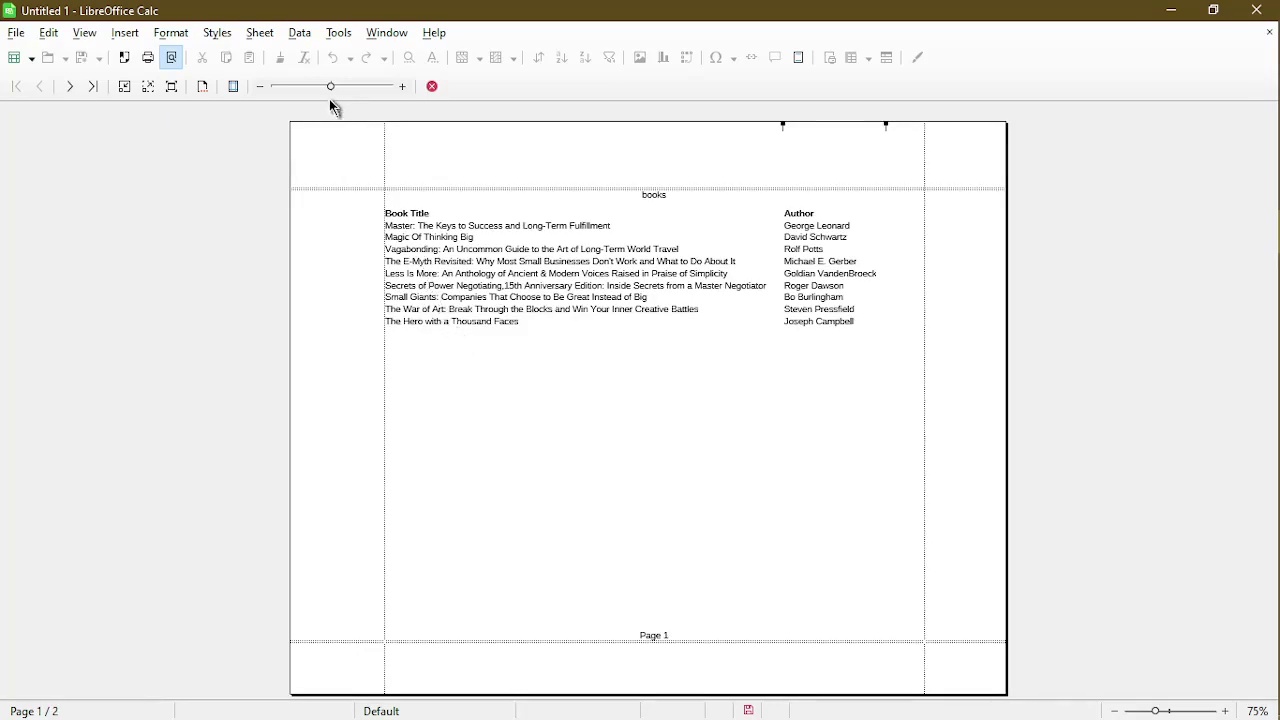 Untitled 1 - LibreOffice Calc
File Edit View Insert Format Styles Sheet Data Tools Window Help
books
Book Title Author
Master: The Keys to Success and Long-Term Fulfillment George Leonard
Magic Of Thinking Big David Schwartz
Vagabonding: An Uncommon Guide to the Art of Long-Term World Travel Rolf Potts
The E-Myth Revisited: Why Most Small Businesses Don't Work and What to Do About It Michael E. Gerber
Less Is More: An Anthology of Ancient & Modern Voices Raised in Praise of Simplicity Goldian VandenBroeck
Secrets of Power Negotiating,15th Anniversary Edition: Inside Secrets from a Master Negotiator Roger Dawson
Small Giants: Companies That Choose to Be Great Instead of Big Bo Burlingham
The War of Art: Break Through the Blocks and Win Your Inner Creative Battles Steven Pressfield
The Hero with a Thousand Faces Joseph Campbell
Page 1
Page 1 / 2 Default 75%